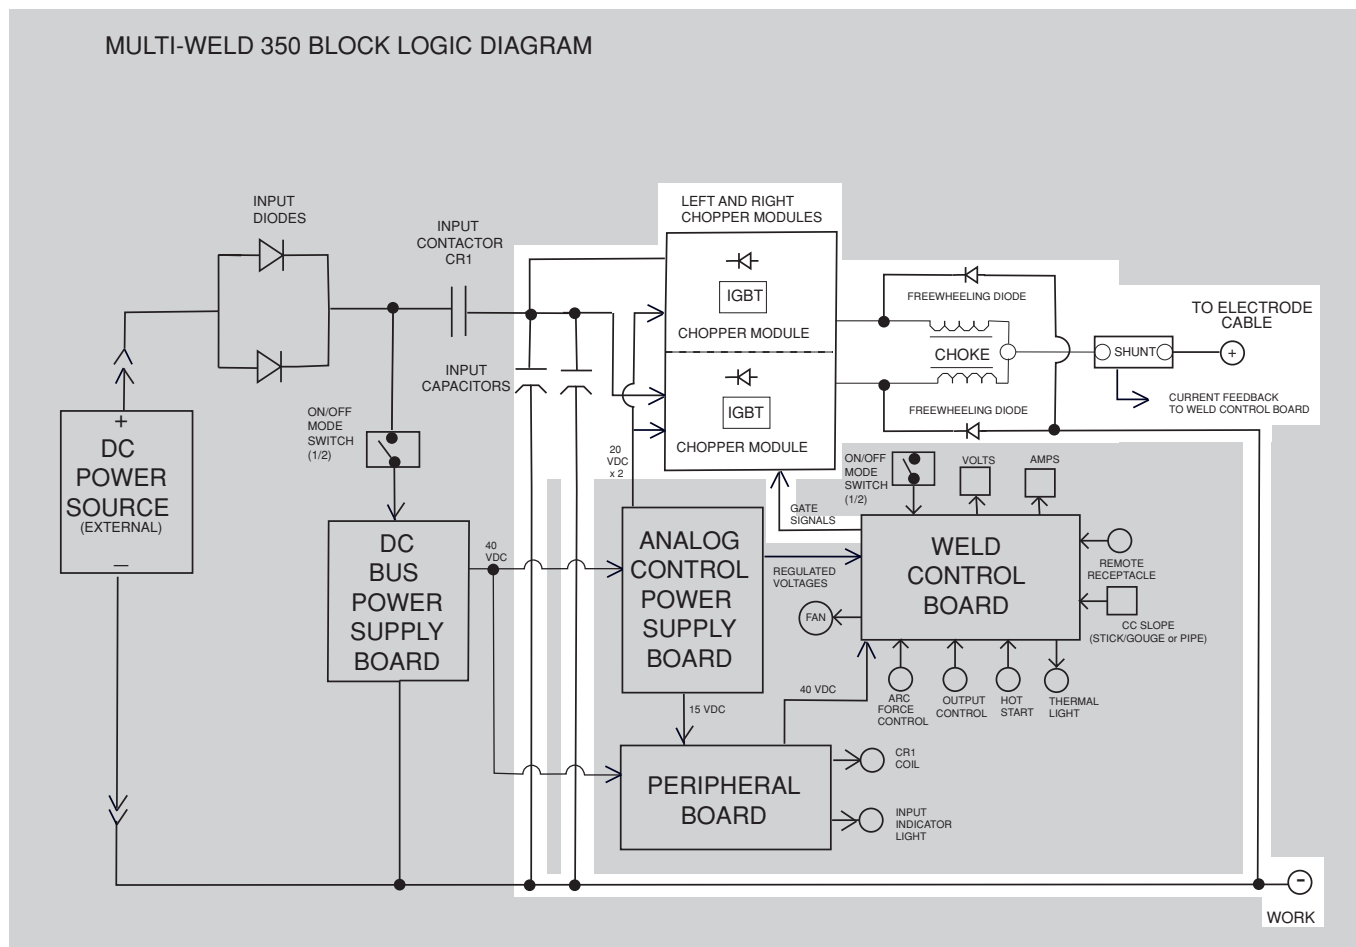 MULTI-WELD 350 BLOCK LOGIC DIAGRAM
INPUT
DIODES
INPUT
CONTACTOR
CR1
LEFT AND RIGHT
CHOPPER MODULES
IGBT
CHOPPER MODULE
IGBT
CHOPPER MODULE
FREEWHEELING DIODE
CHOKE
FREEWHEELING DIODE
SHUNT
TO ELECTRODE
CABLE
+
CURRENT FEEDBACK
TO WELD CONTROL BOARD
INPUT
CAPACITORS
ON/OFF
MODE
SWITCH
(1/2)
+
DC
POWER
SOURCE
(EXTERNAL)
–
20
VDC
x 2
ON/OFF
MODE
SWITCH
(1/2)
VOLTS
AMPS
GATE
SIGNALS
DC
BUS
POWER
SUPPLY
BOARD
40
VDC
ANALOG
CONTROL
POWER
SUPPLY
BOARD
REGULATED
VOLTAGES
WELD
CONTROL
BOARD
REMOTE
RECEPTACLE
CC SLOPE
(STICK/GOUGE or PIPE)
FAN
ARC
FORCE
CONTROL
OUTPUT
CONTROL
HOT
START
THERMAL
LIGHT
40 VDC
15 VDC
PERIPHERAL
BOARD
CR1
COIL
INPUT
INDICATOR
LIGHT
-
WORK